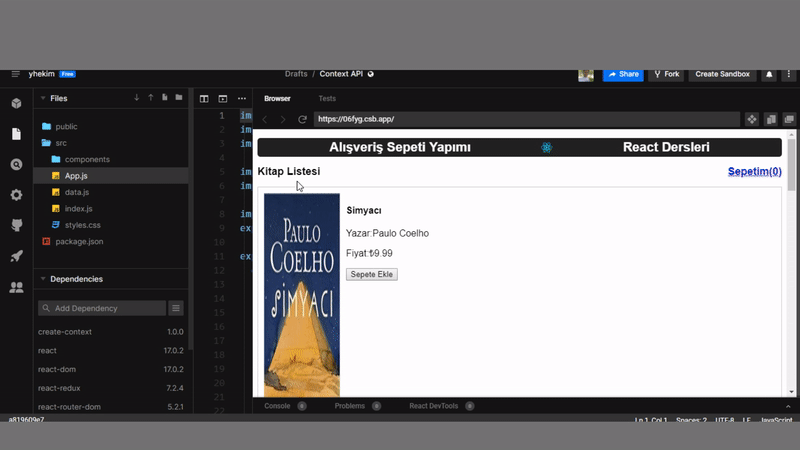 yhekim Free
Drafts / Context API
Share
Fork
Create Sandbox
Files
Browser
Tests
https://06fyg.csb.app/
public
src
components
App.js
data.js
index.js
styles.css
package.json
1 im
2 im
3 im
4
5 im
6 im
7
8 im
9 ex
10
11 ex
12
13
14
15
16
17
18
19
20
21
22
Alışveriş Sepeti Yapımı
React Dersleri
Kitap Listesi
Sepetim(0)
PAULO
COELHO
SİMYACI
Simyacı
Yazar:Paulo Coelho
Fiyat:₺9.99
Sepete Ekle
Dependencies
Add Dependency
create-context 1.0.0
react 17.0.2
react-dom 17.0.2
react-redux 7.2.4
react-router-dom 5.2.1
Console 0
Problems 0
React DevTools 0
a819609e7
Ln 1, Col 1
Spaces: 2
UTF-8
LF
JavaScript